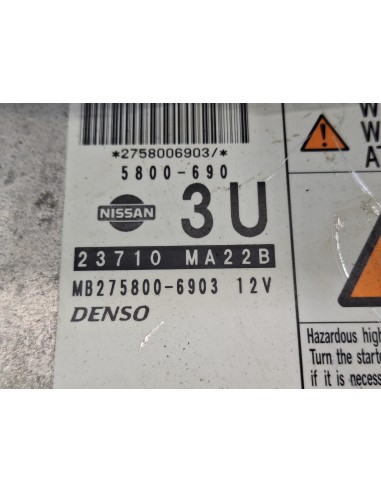 *2758006903/*
5800-690
NISSAN
3U
23710 MA22B
MB275800-6903 12V
DENSO
W
W
AT
Hazardous high
Turn the starte
if it is necess